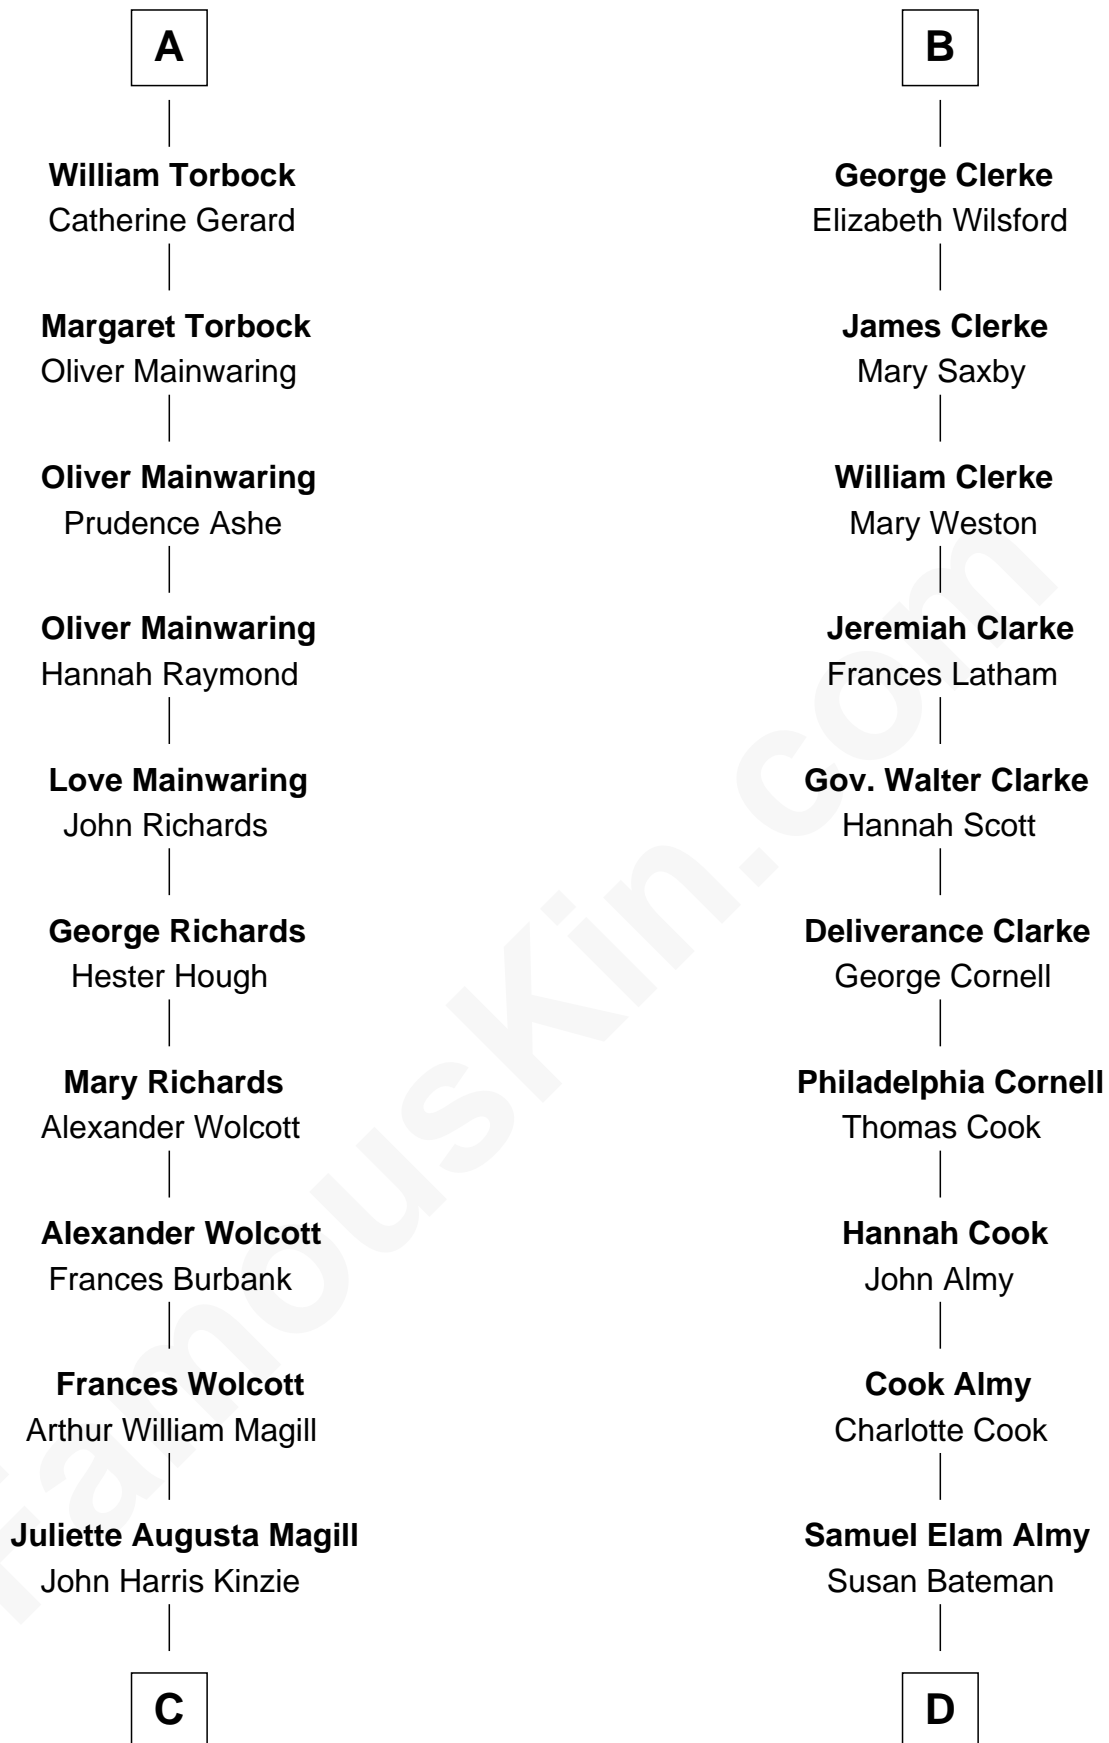 A
William Torbock
Catherine Gerard
Margaret Torbock
Oliver Mainwaring
Oliver Mainwaring
Prudence Ashe
Oliver Mainwaring
Hannah Raymond
Love Mainwaring
John Richards
George Richards
Hester Hough
Mary Richards
Alexander Wolcott
Alexander Wolcott
Frances Burbank
Frances Wolcott
Arthur William Magill
Juliette Augusta Magill
John Harris Kinzie
C
B
George Clerke
Elizabeth Wilsford
James Clerke
Mary Saxby
William Clerke
Mary Weston
Jeremiah Clarke
Frances Latham
Gov. Walter Clarke
Hannah Scott
Deliverance Clarke
George Cornell
Philadelphia Cornell
Thomas Cook
Hannah Cook
John Almy
Cook Almy
Charlotte Cook
Samuel Elam Almy
Susan Bateman
D
FamousKin.com